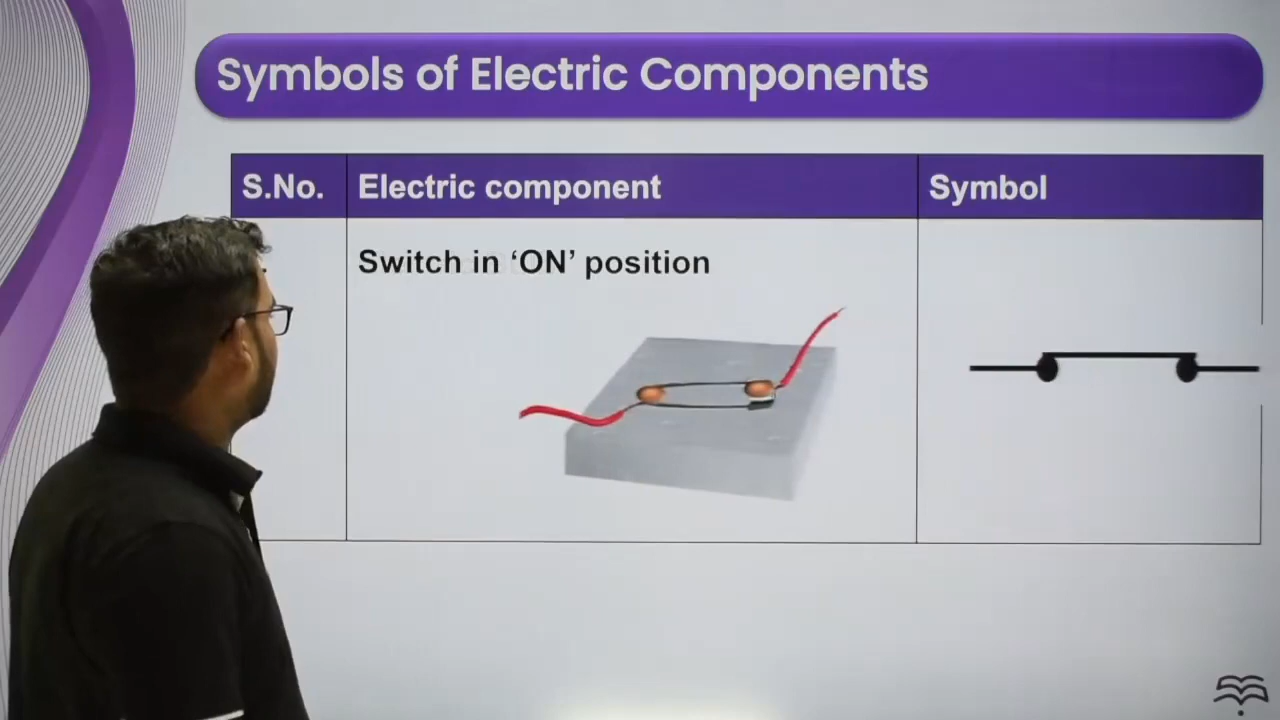 Symbols of Electric Components
S.No.
Electric component
Symbol
Switch in ‘ON’ position